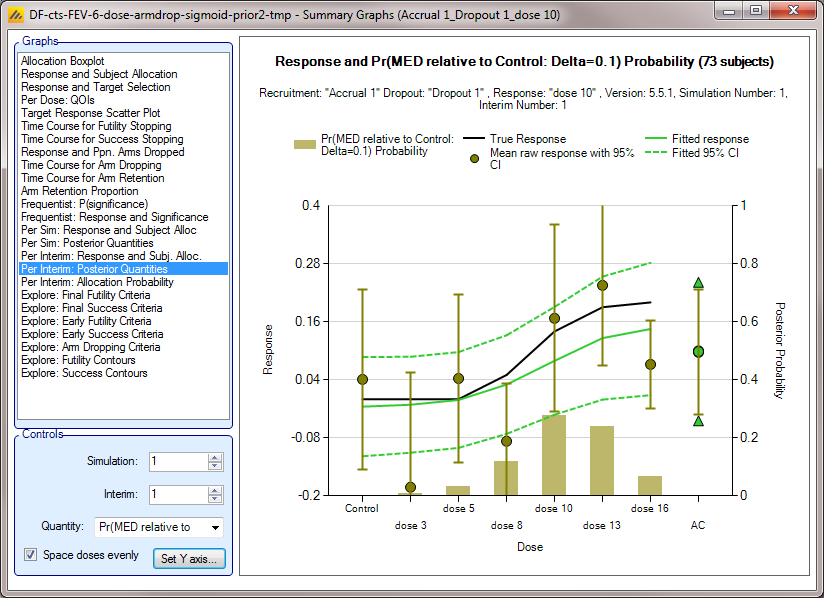 DF-cts-FEV-6-dose-armdrop-sigmoid-prior2-tmp - Summary Graphs (Accrual 1_Dropout 1_dose 10)
Graphs
Allocation Boxplot
Response and Subject Allocation
Response and Target Selection
Per Dose: QOIs
Target Response Scatter Plot
Time Course for Futility Stopping
Time Course for Success Stopping
Response and Ppn. Arms Dropped
Time Course for Arm Dropping
Time Course for Arm Retention
Arm Retention Proportion
Frequentist: P(significance)
Frequentist: Response and Significance
Per Sim: Response and Subject Alloc
Per Sim: Posterior Quantities
Per Interim: Response and Subj. Alloc.
Per Interim: Posterior Quantities
Per Interim: Allocation Probability
Explore: Final Futility Criteria
Explore: Final Success Criteria
Explore: Early Futility Criteria
Explore: Early Success Criteria
Explore: Arm Dropping Criteria
Explore: Futility Contours
Explore: Success Contours
Controls
Simulation: 1
Interim: 1
Quantity: Pr(MED relative to
Space doses evenly
Set Y axis...
Response and Pr(MED relative to Control: Delta=0.1) Probability (73 subjects)
Recruitment: "Accrual 1" Dropout: "Dropout 1" , Response: "dose 10" , Version: 5.5.1, Simulation Number: 1,
Interim Number: 1
Pr(MED relative to Control:
Delta=0.1) Probability
True Response
Mean raw response with 95%
CI
Fitted response
Fitted 95% CI
0.4
0.28
0.16
0.04
-0.08
-0.2
Response
1
0.8
0.6
0.4
0.2
0
Posterior Probability
Control
dose 3
dose 5
dose 8
dose 10
dose 13
dose 16
AC
Dose